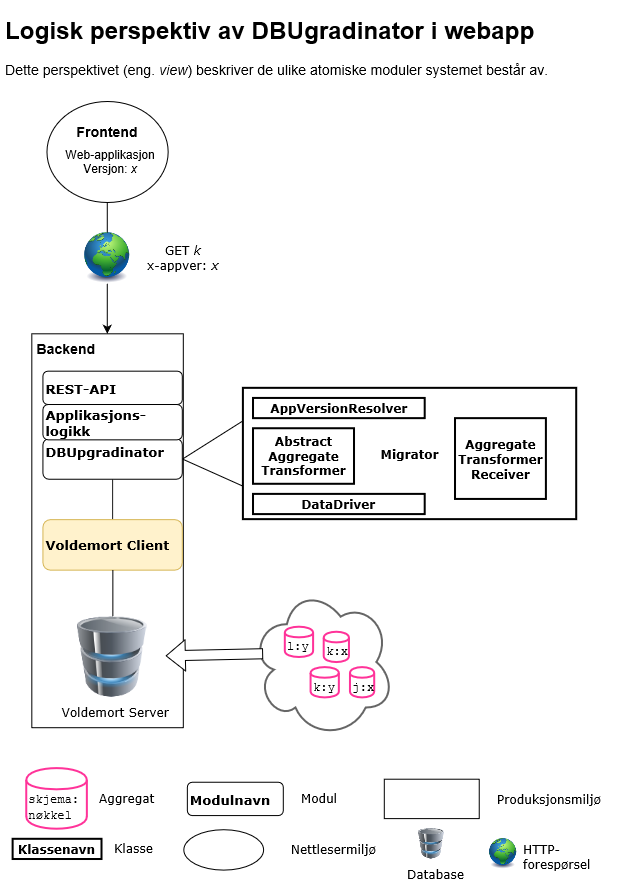 Logisk perspektiv av DBUgradinator i webapp
Dette perspektivet (eng. view) beskriver de ulike atomiske moduler systemet består av.
Frontend
Web-applikasjon
Versjon: x
GET k
x-appver: x
Backend
REST-API
Applikasjons-
logikk
DBUpgradinator
AppVersionResolver
Abstract
Aggregate
Transformer
Migrator
Aggregate
Transformer
Receiver
DataDriver
Voldemort Client
Voldemort Server
l:y
k:x
k:y
j:x
skjema:
nøkkel
Aggregat
Modulnavn
Modul
Produksjonsmiljø
Klassenavn
Klasse
Nettlesermiljø
Database
HTTP-
forespørsel